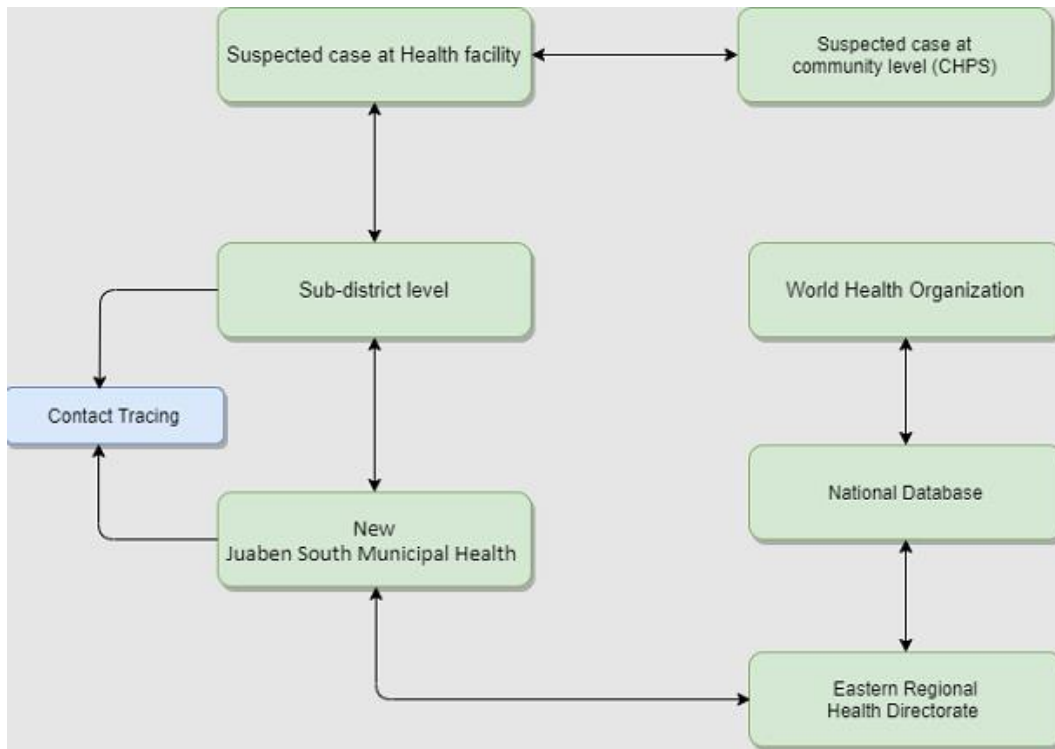 Suspected case at Health facility
Suspected case at
community level (CHPS)
Sub-district level
World Health Organization
Contact Tracing
National Database
New
Juaben South Municipal Health
Eastern Regional
Health Directorate